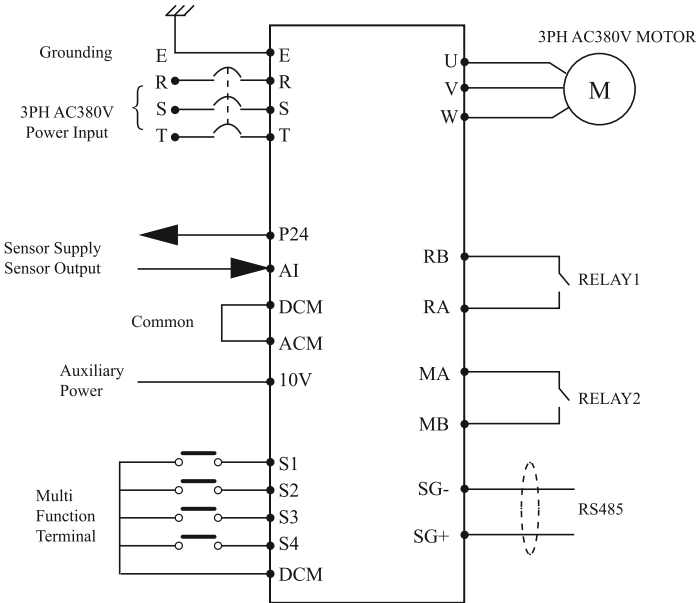 Grounding
E
E
R
R
3PH AC380V
Power Input
S
S
T
T
3PH AC380V MOTOR
U
V
W
M
Sensor Supply
Sensor Output
P24
AI
Common
DCM
ACM
Auxiliary
Power
10V
RB
RA
RELAY1
MA
MB
RELAY2
Multi
Function
Terminal
S1
S2
S3
S4
DCM
SG-
SG+
RS485